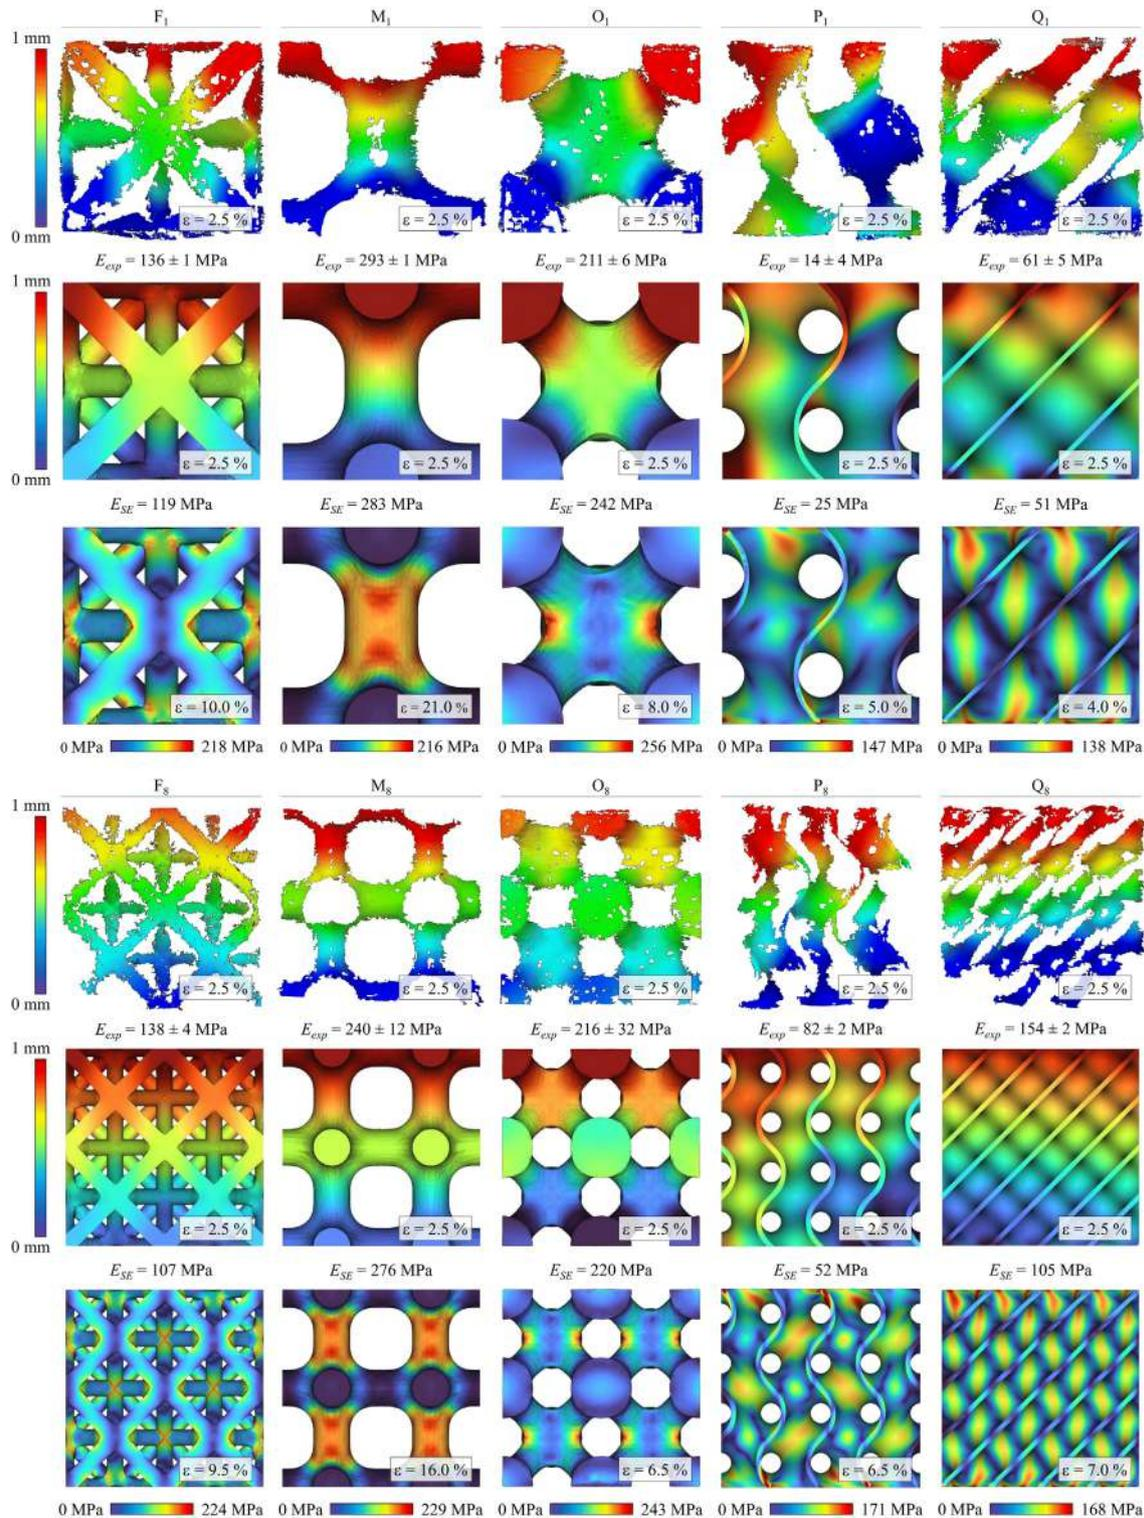 F1 M1 O1 P1 Q1
1 mm
0 mm
ε = 2.5 % ε = 2.5 % ε = 2.5 % ε = 2.5 % ε = 2.5 %
Eexp = 136 ± 1 MPa Eexp = 293 ± 1 MPa Eexp = 211 ± 6 MPa Eexp = 14 ± 4 MPa Eexp = 61 ± 5 MPa
1 mm
0 mm
ε = 2.5 % ε = 2.5 % ε = 2.5 % ε = 2.5 % ε = 2.5 %
ESE = 119 MPa ESE = 283 MPa ESE = 242 MPa ESE = 25 MPa ESE = 51 MPa
ε = 10.0 % ε = 21.0 % ε = 8.0 % ε = 5.0 % ε = 4.0 %
0 MPa 218 MPa 0 MPa 216 MPa 0 MPa 256 MPa 0 MPa 147 MPa 0 MPa 138 MPa
F8 M8 O8 P8 Q8
1 mm
0 mm
ε = 2.5 % ε = 2.5 % ε = 2.5 % ε = 2.5 % ε = 2.5 %
Eexp = 138 ± 4 MPa Eexp = 240 ± 12 MPa Eexp = 216 ± 32 MPa Eexp = 82 ± 2 MPa Eexp = 154 ± 2 MPa
1 mm
0 mm
ε = 2.5 % ε = 2.5 % ε = 2.5 % ε = 2.5 % ε = 2.5 %
ESE = 107 MPa ESE = 276 MPa ESE = 220 MPa ESE = 52 MPa ESE = 105 MPa
ε = 9.5 % ε = 16.0 % ε = 6.5 % ε = 6.5 % ε = 7.0 %
0 MPa 224 MPa 0 MPa 229 MPa 0 MPa 243 MPa 0 MPa 171 MPa 0 MPa 168 MPa